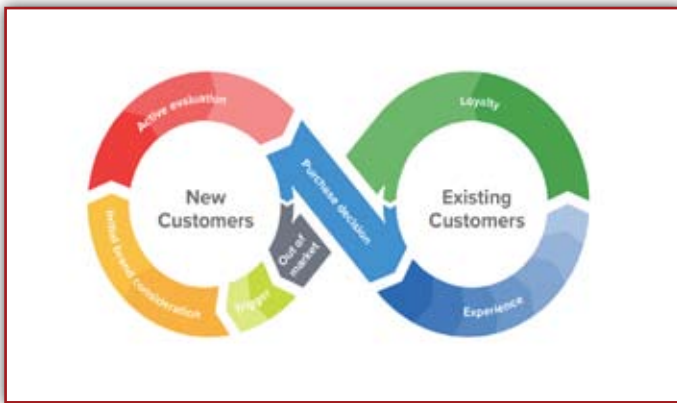 Active evaluation
Loyalty
New
Customers
Purchase decision
Existing
Customers
Initial brand consideration
Out of
market
Trigger
Experience